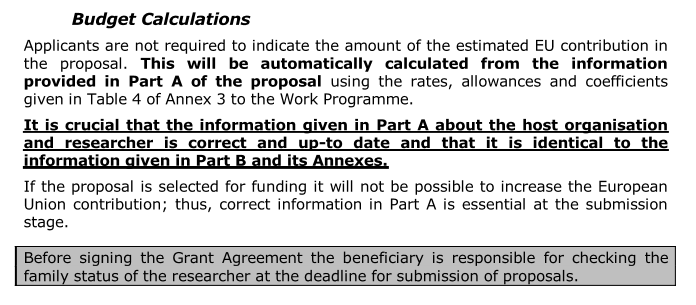 Budget Calculations
Applicants are not required to indicate the amount of the estimated EU contribution in
the proposal. This will be automatically calculated from the information
provided in Part A of the proposal using the rates, allowances and coefficients
given in Table 4 of Annex 3 to the Work Programme.
It is crucial that the information given in Part A about the host organisation
and researcher is correct and up-to date and that it is identical to the
information given in Part B and its Annexes.
If the proposal is selected for funding it will not be possible to increase the European
Union contribution; thus, correct information in Part A is essential at the submission
stage.
Before signing the Grant Agreement the beneficiary is responsible for checking the
family status of the researcher at the deadline for submission of proposals.